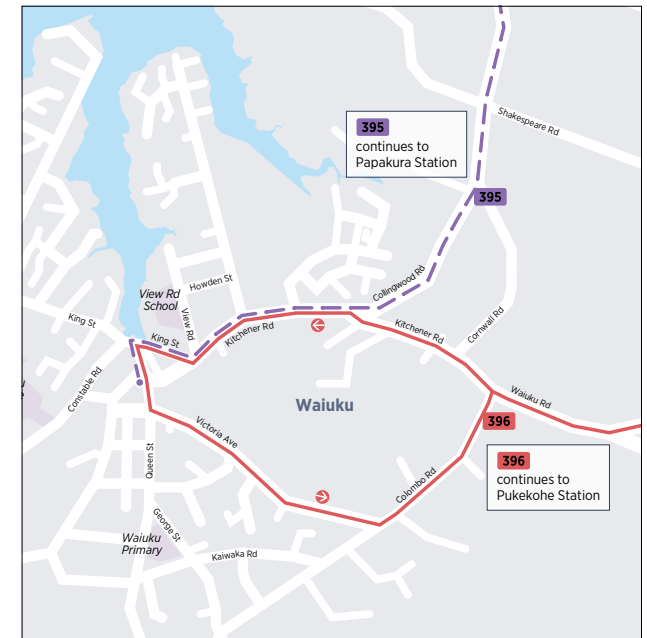 395
continues to
Papakura Station
Shakespeare Rd
395
Collingwood Rd
Howden St
View Rd
School
View Rd
King St
King St
Kitchener Rd
Kitchener Rd
Cornwall Rd
Constable Rd
Waiuku
Waiuku Rd
396
Victoria Ave
Queen St
396
continues to
Pukekohe Station
Colombo Rd
George St
Waiuku
Primary
Kaiwaka Rd